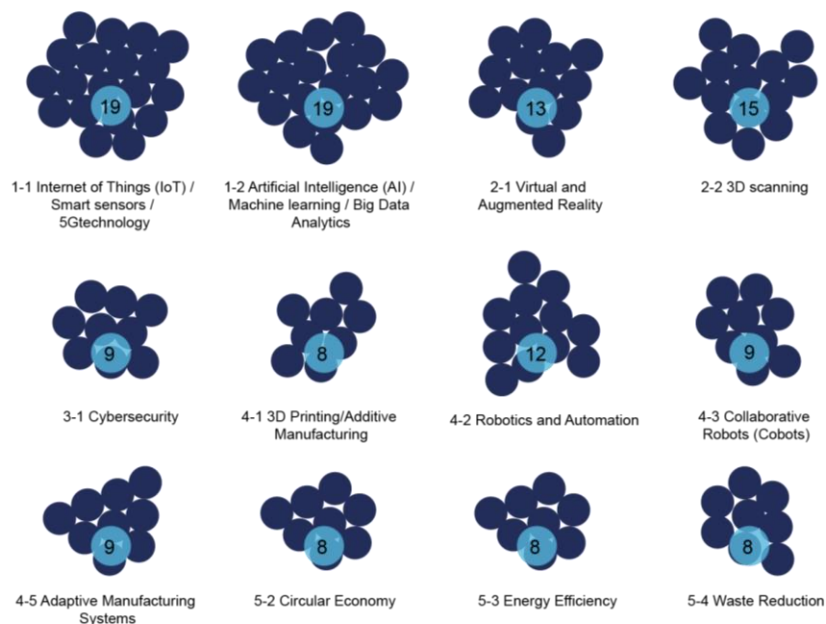 19
19
13
15
1-1 Internet of Things (IoT) /
Smart sensors /
5Gtechnology
1-2 Artificial Intelligence (AI) /
Machine learning / Big Data
Analytics
2-1 Virtual and
Augmented Reality
2-2 3D scanning
9
8
12
9
3-1 Cybersecurity
4-1 3D Printing/Additive
Manufacturing
4-2 Robotics and Automation
4-3 Collaborative
Robots (Cobots)
9
8
8
8
4-5 Adaptive Manufacturing
Systems
5-2 Circular Economy
5-3 Energy Efficiency
5-4 Waste Reduction